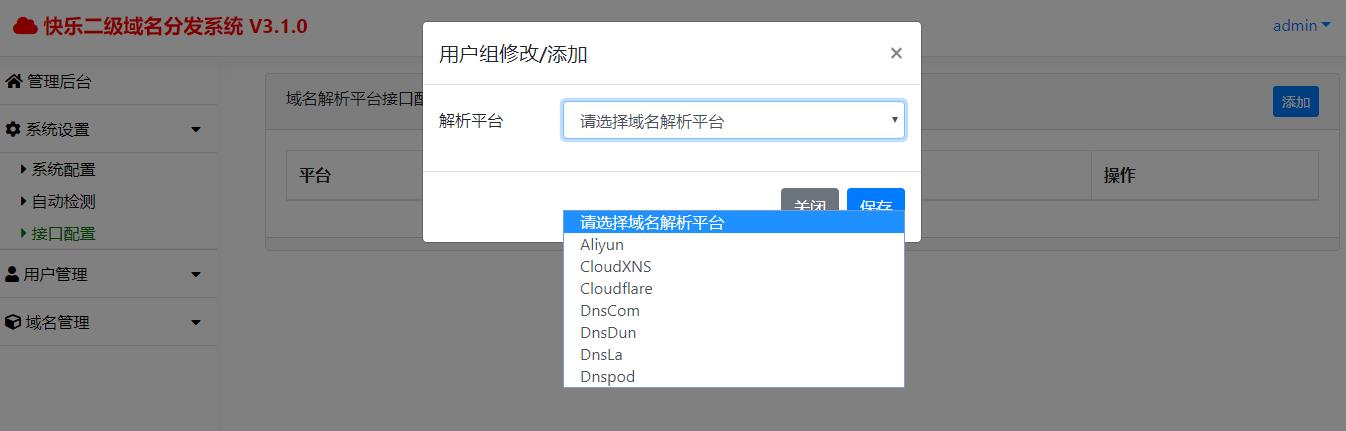 快乐二级域名分发系统 V3.1.0
admin
管理后台
系统设置
系统配置
自动检测
接口配置
用户管理
域名管理
域名解析平台接口
添加
平台
操作
用户组修改/添加
×
解析平台
请选择域名解析平台
关闭
保存
请选择域名解析平台
Aliyun
CloudXNS
Cloudflare
DnsCom
DnsDun
DnsLa
Dnspod